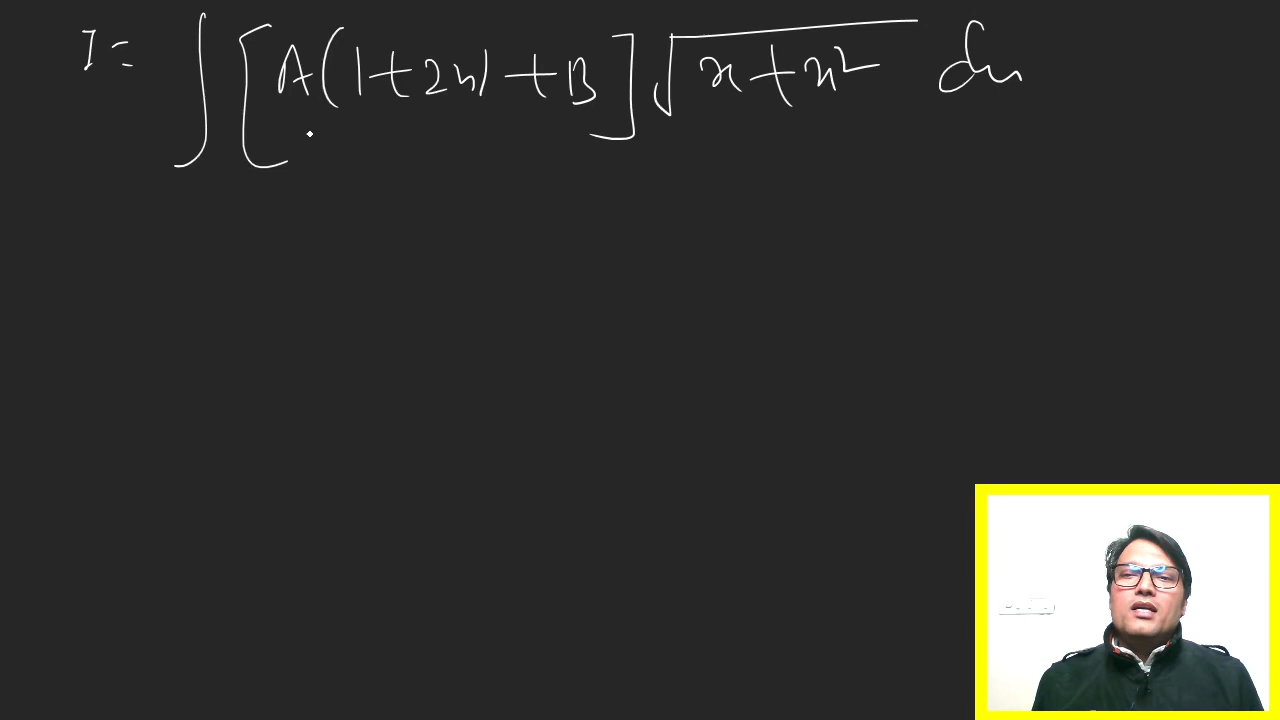 I = ∫ [A(1+2x)+B] √(x+x²) dx